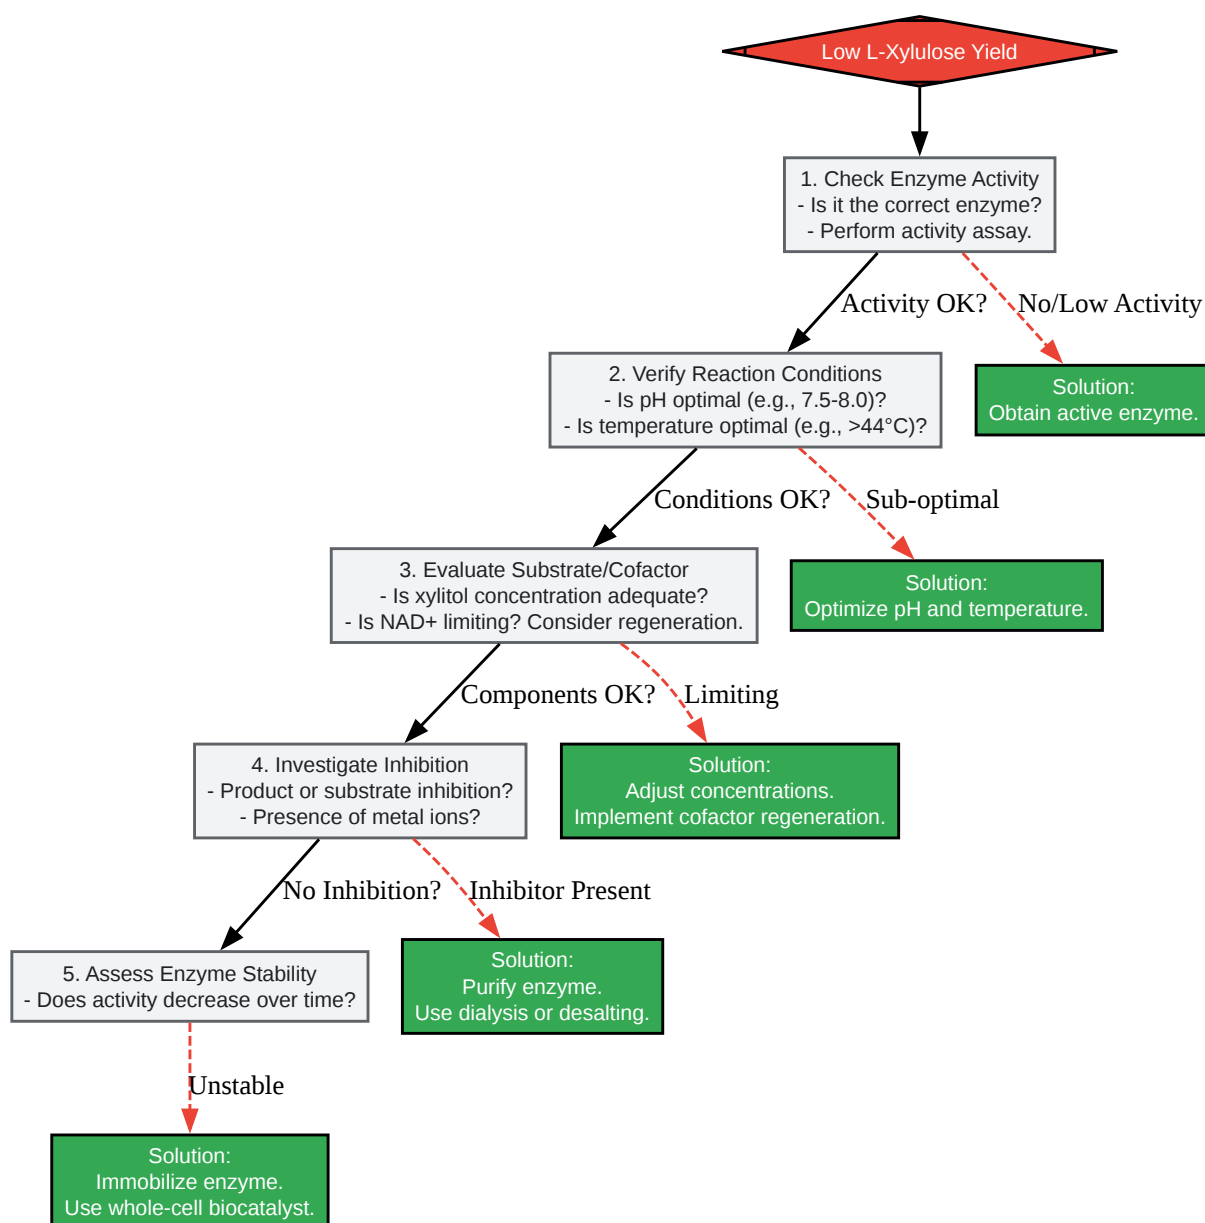 Low L-Xylulose Yield
1. Check Enzyme Activity
- Is it the correct enzyme?
- Perform activity assay.
Activity OK?
No/Low Activity
2. Verify Reaction Conditions
- Is pH optimal (e.g., 7.5-8.0)?
- Is temperature optimal (e.g., >44°C)?
Solution:
Obtain active enzyme.
Conditions OK?
Sub-optimal
3. Evaluate Substrate/Cofactor
- Is xylitol concentration adequate?
- Is NAD+ limiting? Consider regeneration.
Solution:
Optimize pH and temperature.
Components OK?
Limiting
4. Investigate Inhibition
- Product or substrate inhibition?
- Presence of metal ions?
Solution:
Adjust concentrations.
Implement cofactor regeneration.
No Inhibition?
Inhibitor Present
5. Assess Enzyme Stability
- Does activity decrease over time?
Solution:
Purify enzyme.
Use dialysis or desalting.
Unstable
Solution:
Immobilize enzyme.
Use whole-cell biocatalyst.